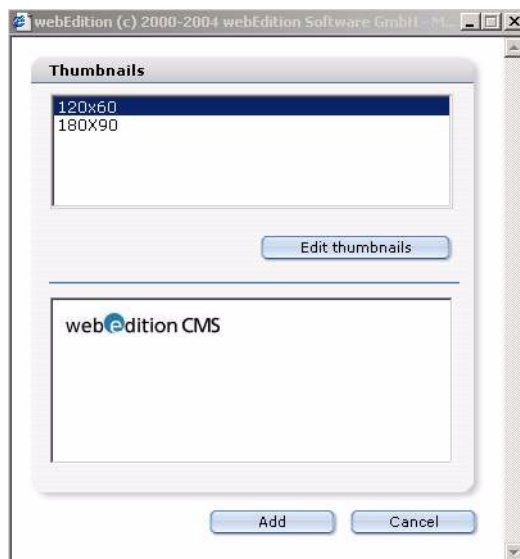 webEdition (c) 2000-2004 webEdition Software GmbH - M...
Thumbnails
120x60
180X90
Edit thumbnails
webedition CMS
Add
Cancel